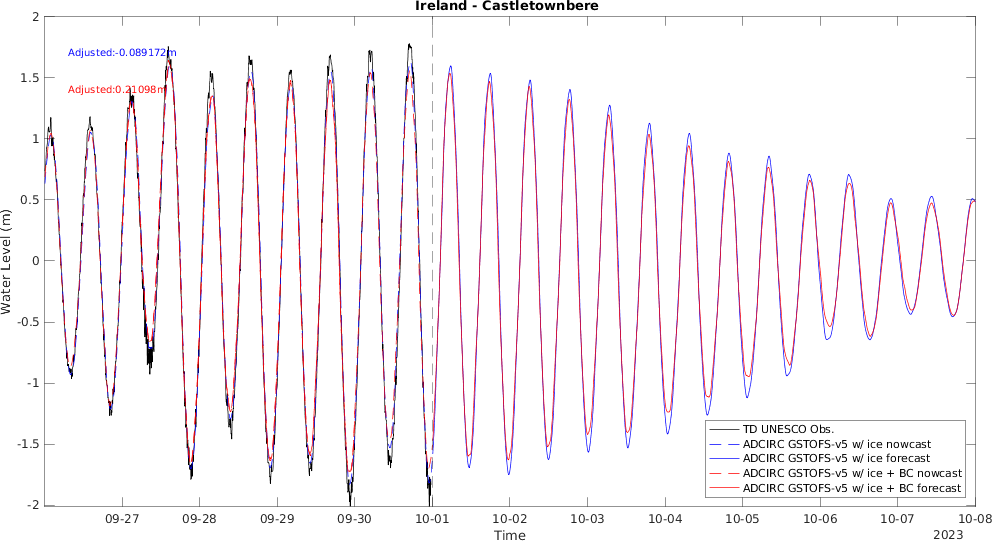 Ireland - Castletownbere
Adjusted:-0.089172m
Adjusted:0.21098m
Water Level (m)
2
1.5
1
0.5
0
-0.5
-1
-1.5
-2
TD UNESCO Obs.
ADCIRC GSTOFS-v5 w/ ice nowcast
ADCIRC GSTOFS-v5 w/ ice forecast
ADCIRC GSTOFS-v5 w/ ice + BC nowcast
ADCIRC GSTOFS-v5 w/ ice + BC forecast
09-27 09-28 09-29 09-30 10-01 10-02 10-03 10-04 10-05 10-06 10-07 10-08
Time
2023